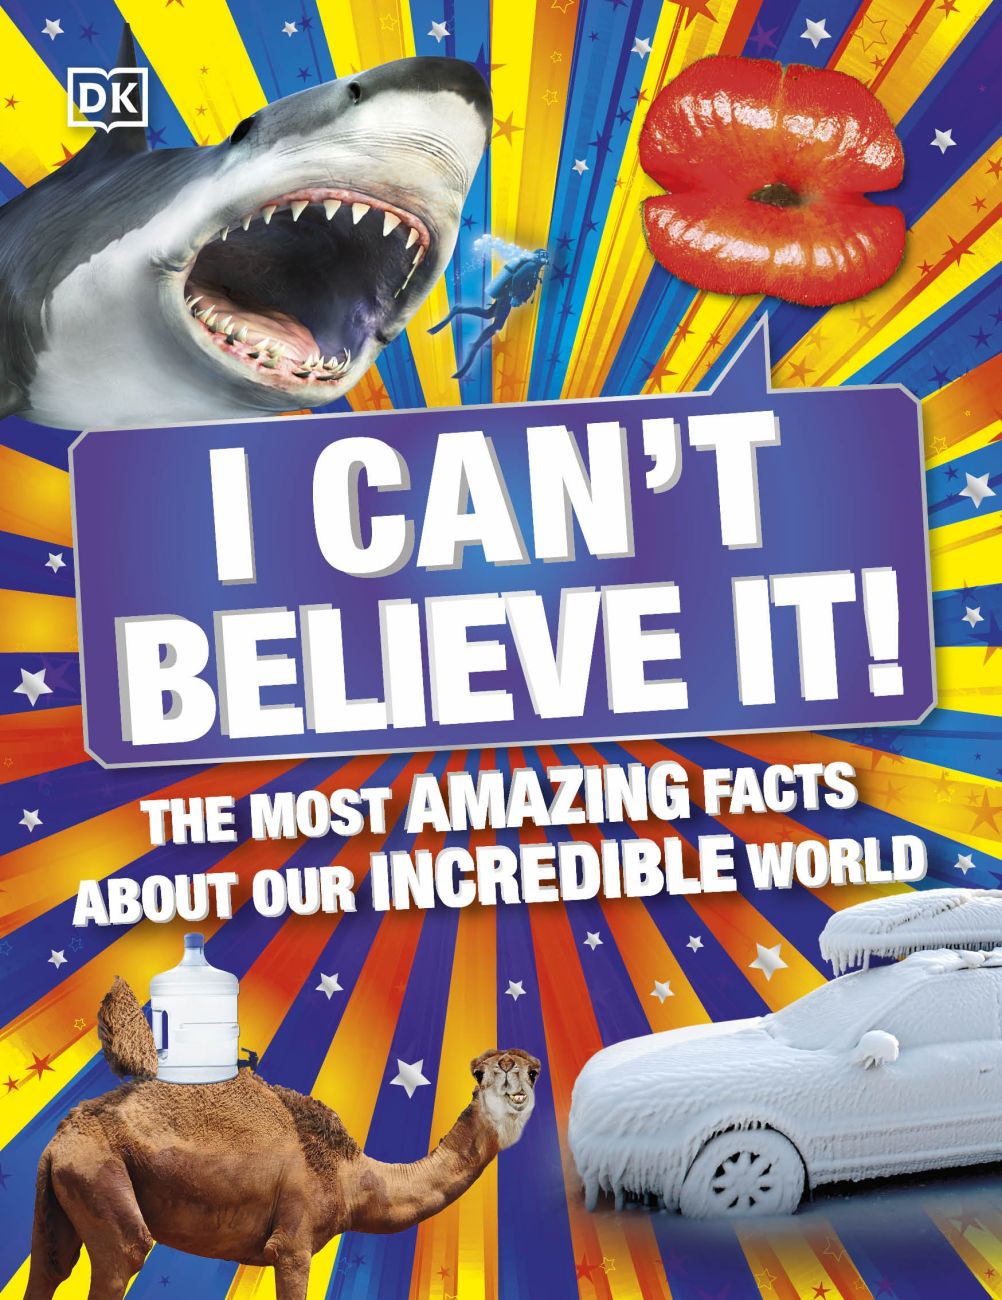 DK
I CAN'T
BELIEVE IT!
THE MOST AMAZING FACTS
ABOUT OUR INCREDIBLE WORLD